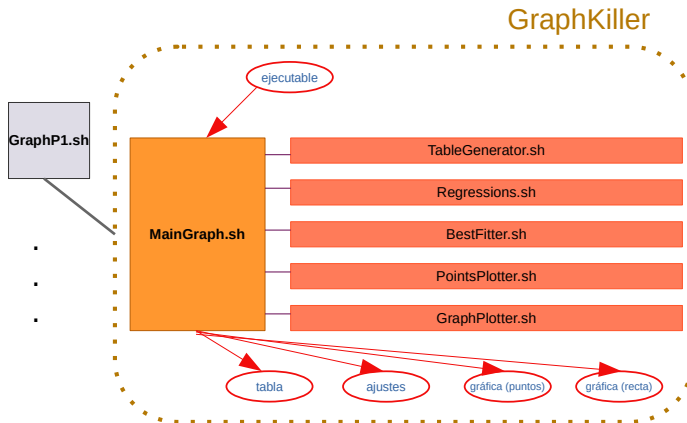 GraphKiller
ejecutable
GraphP1.sh
MainGraph.sh
TableGenerator.sh
Regressions.sh
BestFitter.sh
PointsPlotter.sh
GraphPlotter.sh
.
.
.
tabla
ajustes
gráfica (puntos)
gráfica (recta)